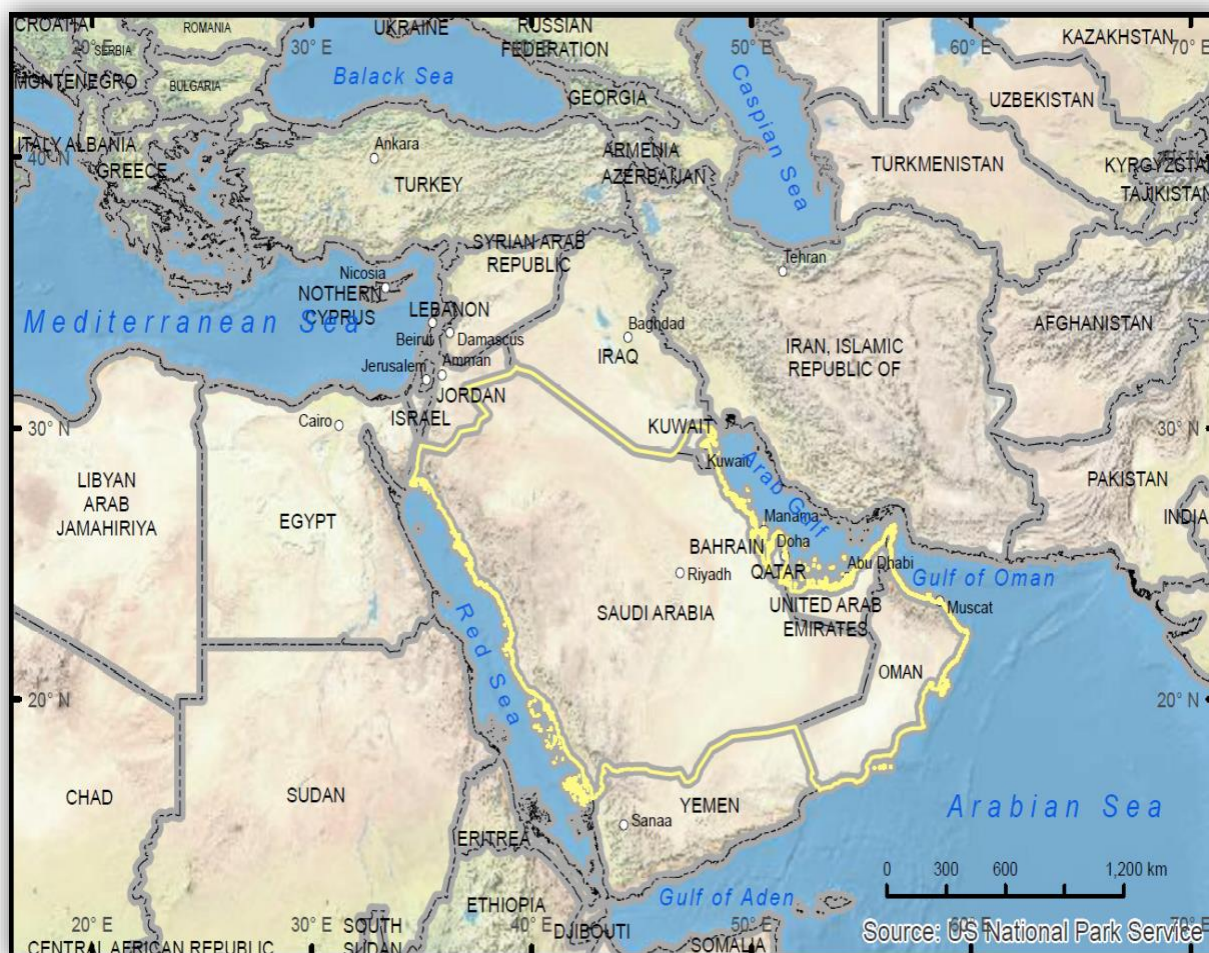 CROATIA
20° E
ROMANIA
30° E
UKRAINE
40° E
RUSSIAN
FEDERATION
50° E
60° E
KAZAKHSTAN
70° E
SERBIA
MONTENEGRO
BULGARIA
Balack Sea
GEORGIA
Caspian Sea
UZBEKISTAN
ITALY
ALBANIA
40° N
GREECE
Ankara
TURKEY
ARMENIA
AZERBAIJAN
TURKMENISTAN
KYRGYZSTAN
40° N
TAJIKISTAN
SYRIAN ARAB
REPUBLIC
Tehran
Nicosia
NOTHERN
CYPRUS
LEBANON
Mediterranean Sea
Beirut
Damascus
Baghdad
IRAQ
IRAN, ISLAMIC
REPUBLIC OF
AFGHANISTAN
Jerusalem
Amman
JORDAN
ISRAEL
Cairo
30° N
KUWAIT
Kuwait
30° N
Arab Gulf
PAKISTAN
LIBYAN
ARAB
JAMAHIRIYA
EGYPT
INDIA
Manama
BAHRAIN
Doha
QATAR
Abu Dhabi
Gulf of Oman
Riyadh
SAUDI ARABIA
UNITED ARAB
EMIRATES
Muscat
Red Sea
OMAN
20° N
20° N
CHAD
SUDAN
YEMEN
Sanaa
Arabian Sea
ERITREA
0 300 600 1,200 km
ETHIOPIA
Gulf of Aden
DJIBOUTI
20° E
30° E
40° E
50° E
60° E
70° E
SOUTH
SUDAN
CENTRAL AFRICAN REPUBLIC
SOMALIA
Source: US National Park Service